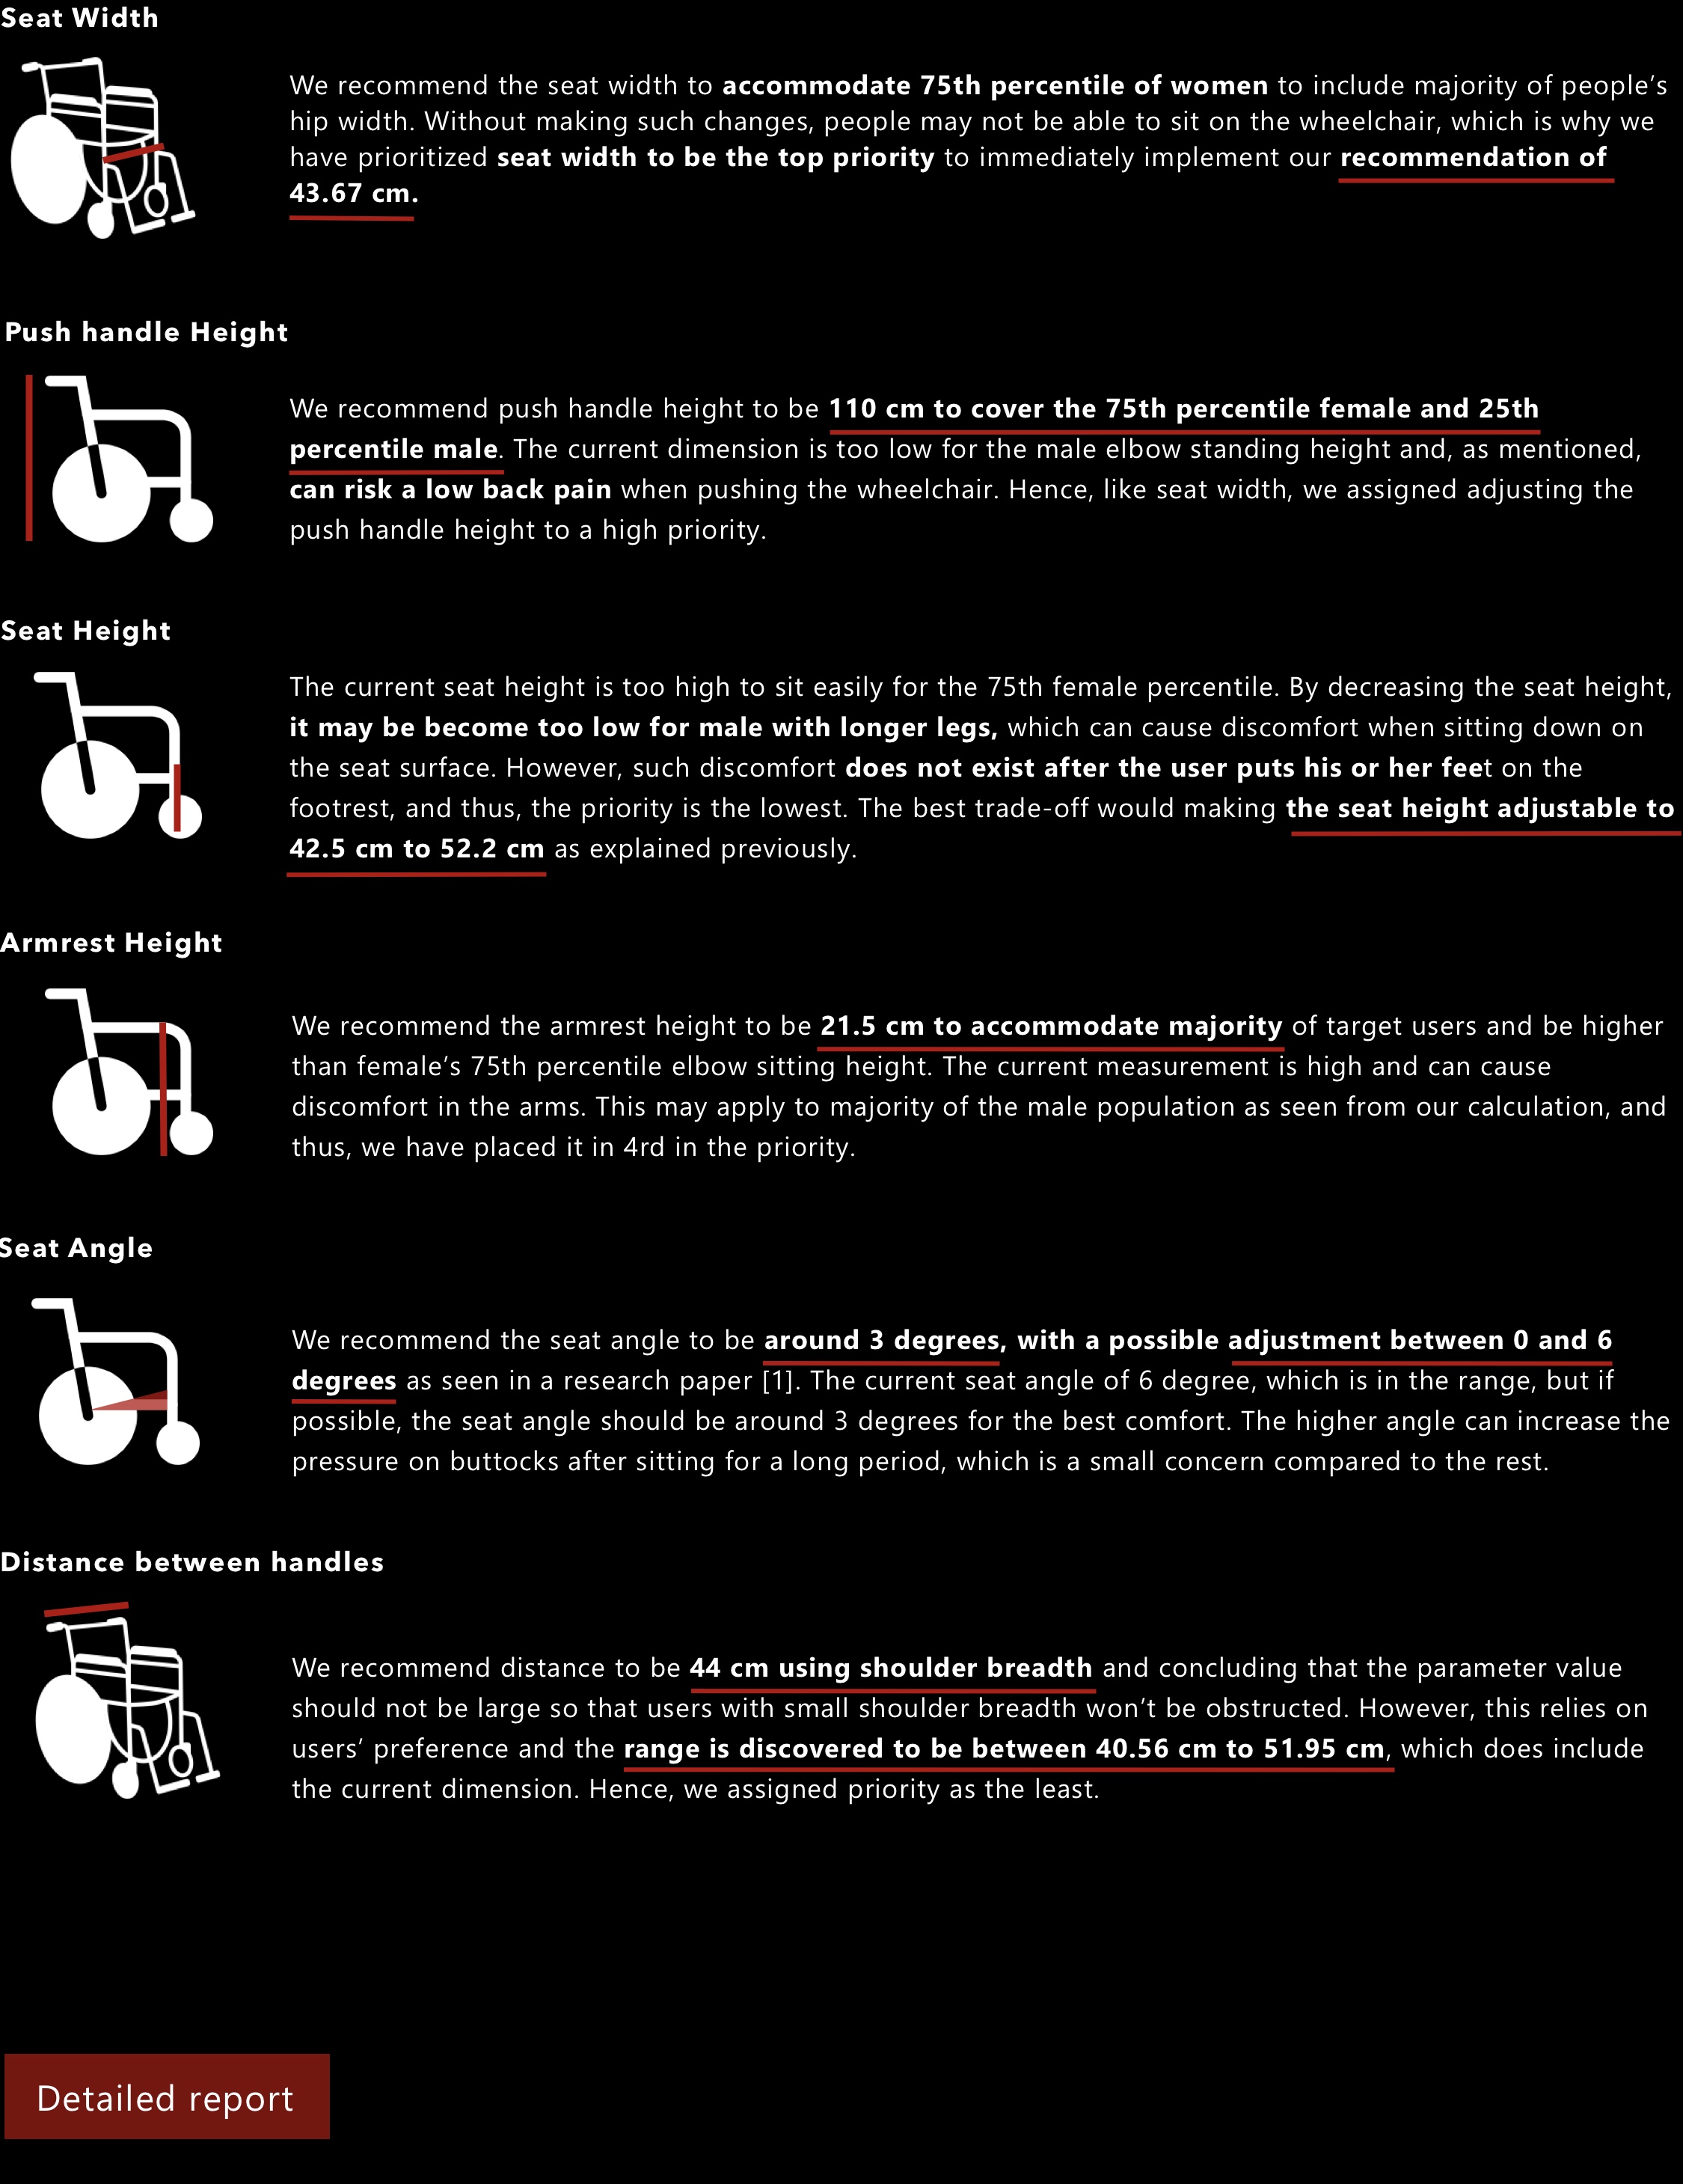 Seat Width
We recommend the seat width to accommodate 75th percentile of women to include majority of people’s
hip width. Without making such changes, people may not be able to sit on the wheelchair, which is why we
have prioritized seat width to be the top priority to immediately implement our recommendation of
43.67 cm.
Push handle Height
We recommend push handle height to be 110 cm to cover the 75th percentile female and 25th
percentile male. The current dimension is too low for the male elbow standing height and, as mentioned,
can risk a low back pain when pushing the wheelchair. Hence, like seat width, we assigned adjusting the
push handle height to a high priority.
Seat Height
The current seat height is too high to sit easily for the 75th female percentile. By decreasing the seat height,
it may be become too low for male with longer legs, which can cause discomfort when sitting down on
the seat surface. However, such discomfort does not exist after the user puts his or her feet on the
footrest, and thus, the priority is the lowest. The best trade-off would making the seat height adjustable to
42.5 cm to 52.2 cm as explained previously.
Armrest Height
We recommend the armrest height to be 21.5 cm to accommodate majority of target users and be higher
than female’s 75th percentile elbow sitting height. The current measurement is high and can cause
discomfort in the arms. This may apply to majority of the male population as seen from our calculation, and
thus, we have placed it in 4rd in the priority.
Seat Angle
We recommend the seat angle to be around 3 degrees, with a possible adjustment between 0 and 6
degrees as seen in a research paper [1]. The current seat angle of 6 degree, which is in the range, but if
possible, the seat angle should be around 3 degrees for the best comfort. The higher angle can increase the
pressure on buttocks after sitting for a long period, which is a small concern compared to the rest.
Distance between handles
We recommend distance to be 44 cm using shoulder breadth and concluding that the parameter value
should not be large so that users with small shoulder breadth won’t be obstructed. However, this relies on
users’ preference and the range is discovered to be between 40.56 cm to 51.95 cm, which does include
the current dimension. Hence, we assigned priority as the least.
Detailed report